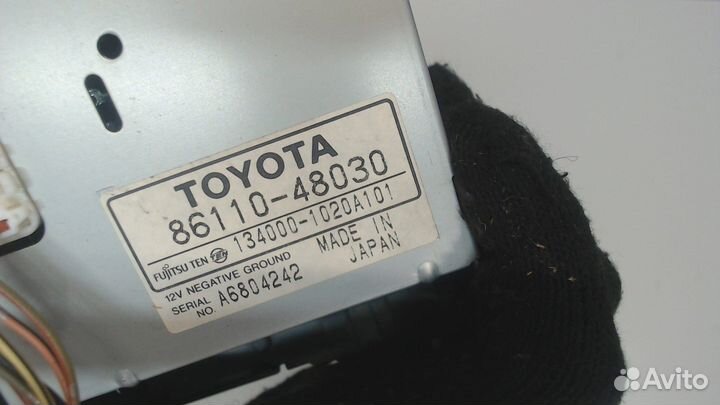 TOYOTA
86110-48030
FUJITSU TEN 134000-1020A101
12V NEGATIVE GROUND MADE IN
SERIAL NO. A6804242 JAPAN
Avito